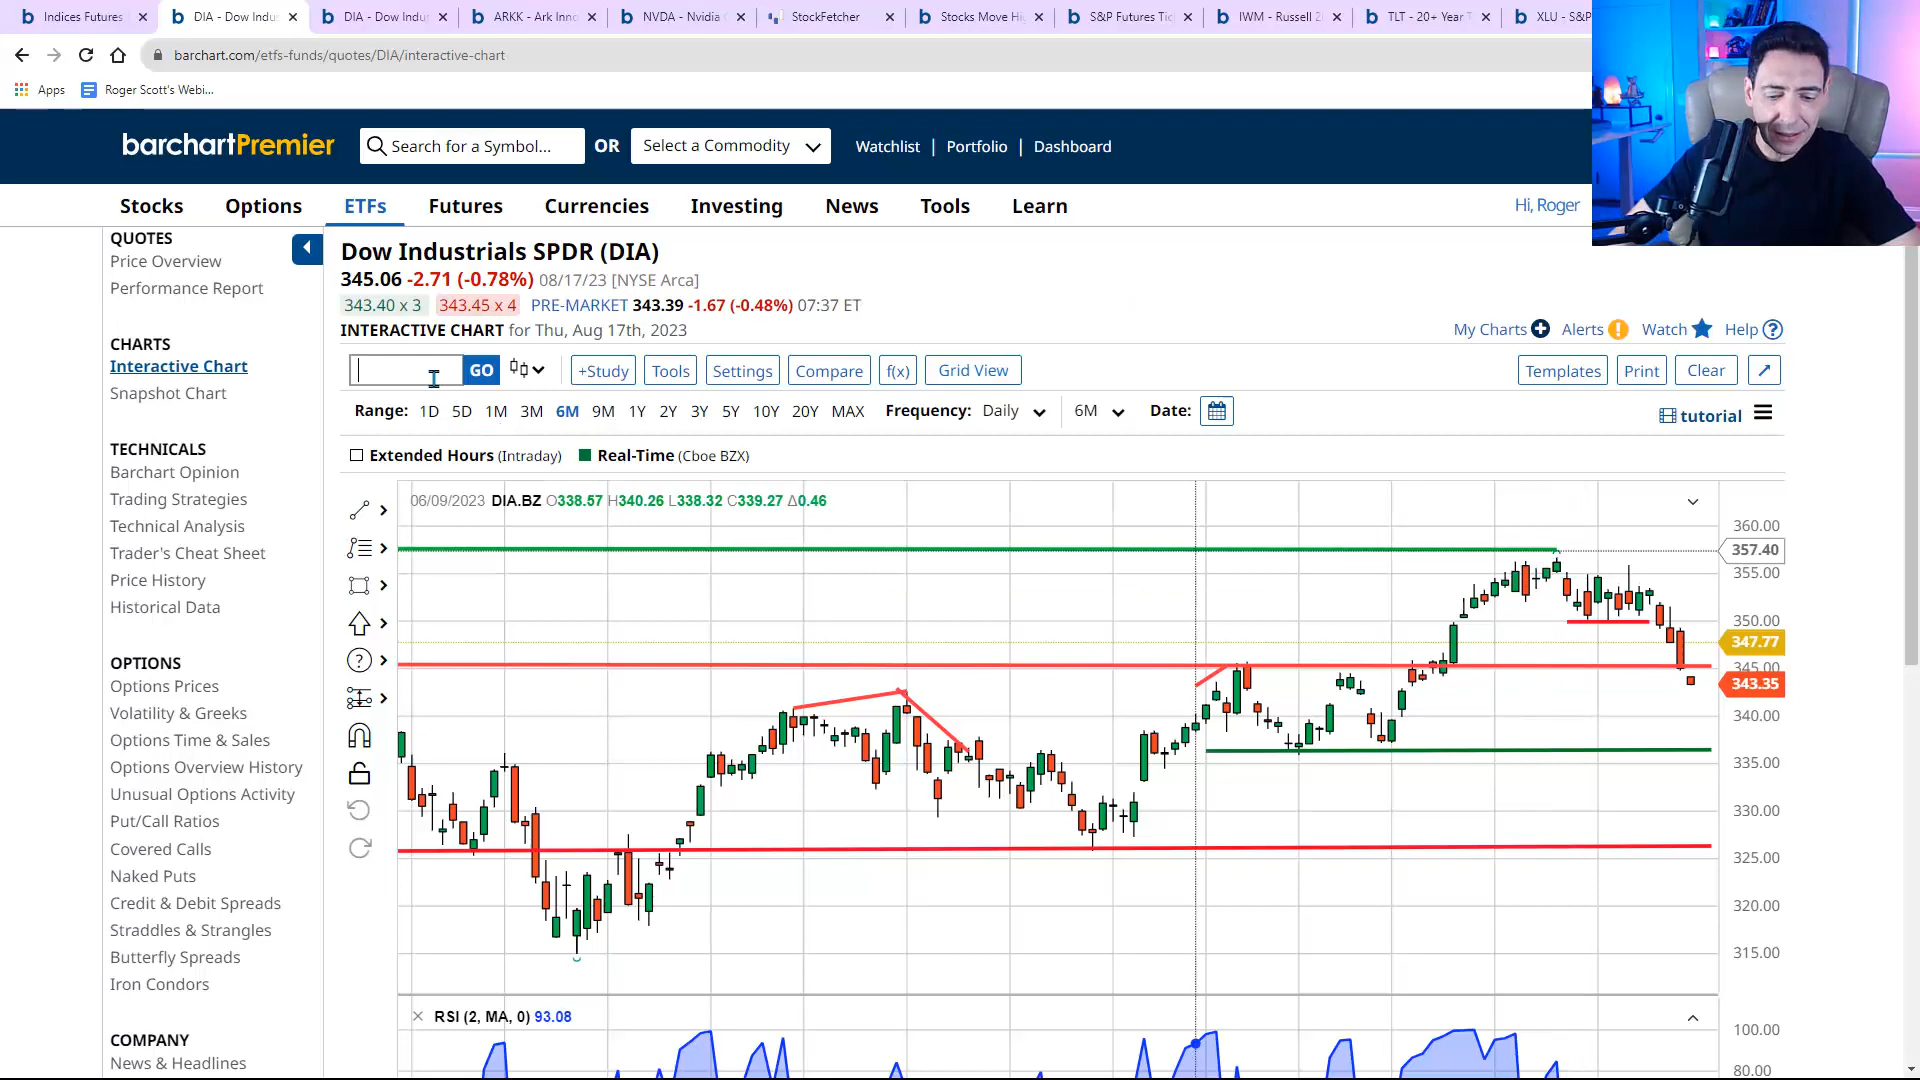 Indices Futures
DIA - Dow Indus
DIA - Dow Indus
ARKK - Ark Inno
NVDA - Nvidia C
StockFetcher
Stocks Move Hi
S&P Futures Tic
IWM - Russell 2
TLT - 20+ Year T
XLU - S&P
barchart.com/etfs-funds/quotes/DIA/interactive-chart
Apps
Roger Scott's Webi...
barchartPremier
Search for a Symbol...
OR
Select a Commodity
Watchlist | Portfolio | Dashboard
Stocks
Options
ETFs
Futures
Currencies
Investing
News
Tools
Learn
Hi, Roger
QUOTES
Price Overview
Performance Report
CHARTS
Interactive Chart
Snapshot Chart
TECHNICALS
Barchart Opinion
Trading Strategies
Technical Analysis
Trader's Cheat Sheet
Price History
Historical Data
OPTIONS
Options Prices
Volatility & Greeks
Options Time & Sales
Options Overview History
Unusual Options Activity
Put/Call Ratios
Covered Calls
Naked Puts
Credit & Debit Spreads
Straddles & Strangles
Butterfly Spreads
Iron Condors
COMPANY
News & Headlines
Dow Industrials SPDR (DIA)
345.06 -2.71 (-0.78%) 08/17/23 [NYSE Arca]
343.40 x 3 343.45 x 4 PRE-MARKET 343.39 -1.67 (-0.48%) 07:37 ET
INTERACTIVE CHART for Thu, Aug 17th, 2023
My Charts
Alerts
Watch
Help
GO
+Study
Tools
Settings
Compare
f(x)
Grid View
Templates
Print
Clear
Range: 1D 5D 1M 3M 6M 9M 1Y 2Y 3Y 5Y 10Y 20Y MAX
Frequency: Daily
6M
Date:
tutorial
Extended Hours (Intraday)
Real-Time (Cboe BZX)
06/09/2023 DIA.BZ O338.57 H340.26 L338.32 C339.27 Δ0.46
360.00
357.40
355.00
350.00
347.77
345.00
343.35
340.00
335.00
330.00
325.00
320.00
315.00
RSI (2, MA, 0) 93.08
100.00
80.00